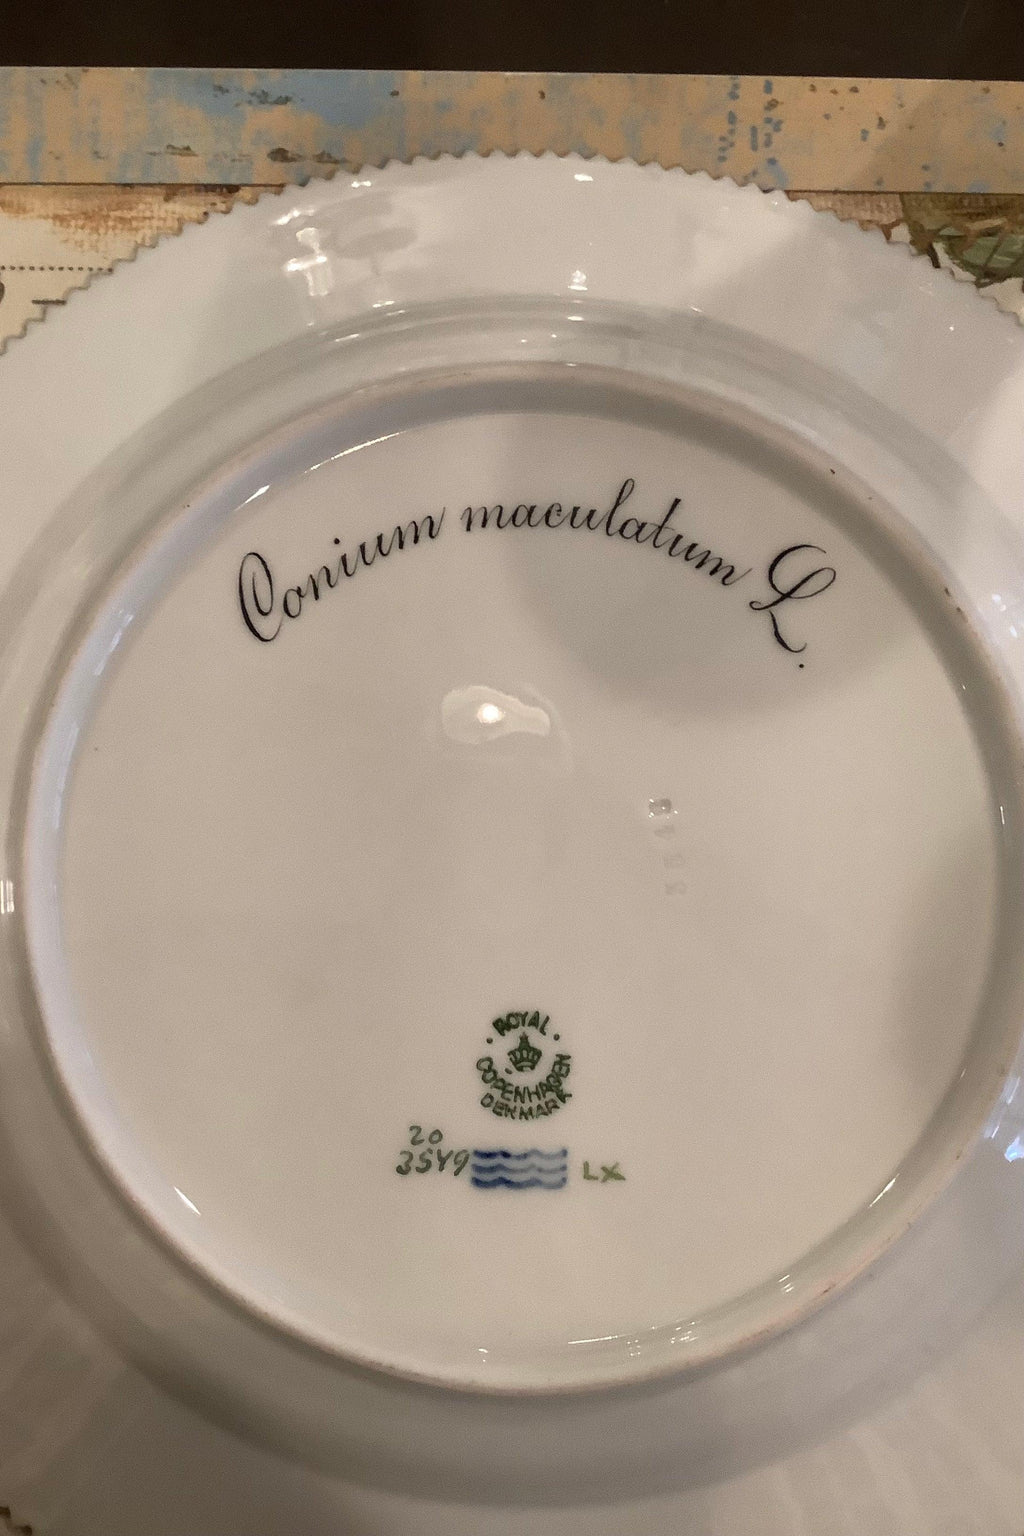 Conium maculatum L.
ROYAL
COPENHAGEN
DENMARK
20
3549
LX